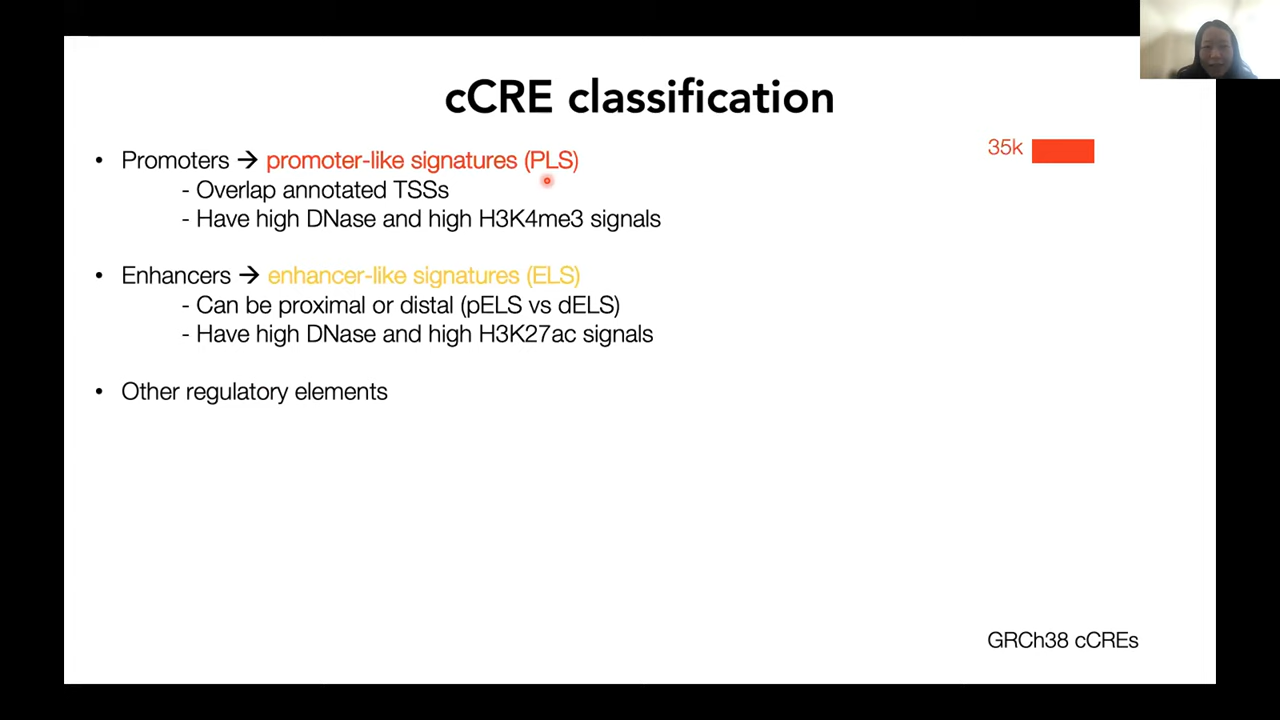 cCRE classification
• Promoters → promoter-like signatures (PLS)
- Overlap annotated TSSs
- Have high DNase and high H3K4me3 signals
35k
• Enhancers → enhancer-like signatures (ELS)
- Can be proximal or distal (pELS vs dELS)
- Have high DNase and high H3K27ac signals
• Other regulatory elements
GRCh38 cCREs